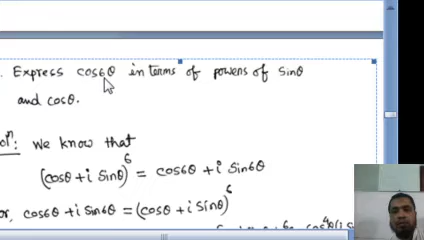 . Express cos6θ in terms of powers of sinθ
and cosθ.
: We know that
(cosθ + i sinθ)⁶ = cos6θ + i sin6θ
or, cos6θ + i sin6θ = (cosθ + i sinθ)⁶